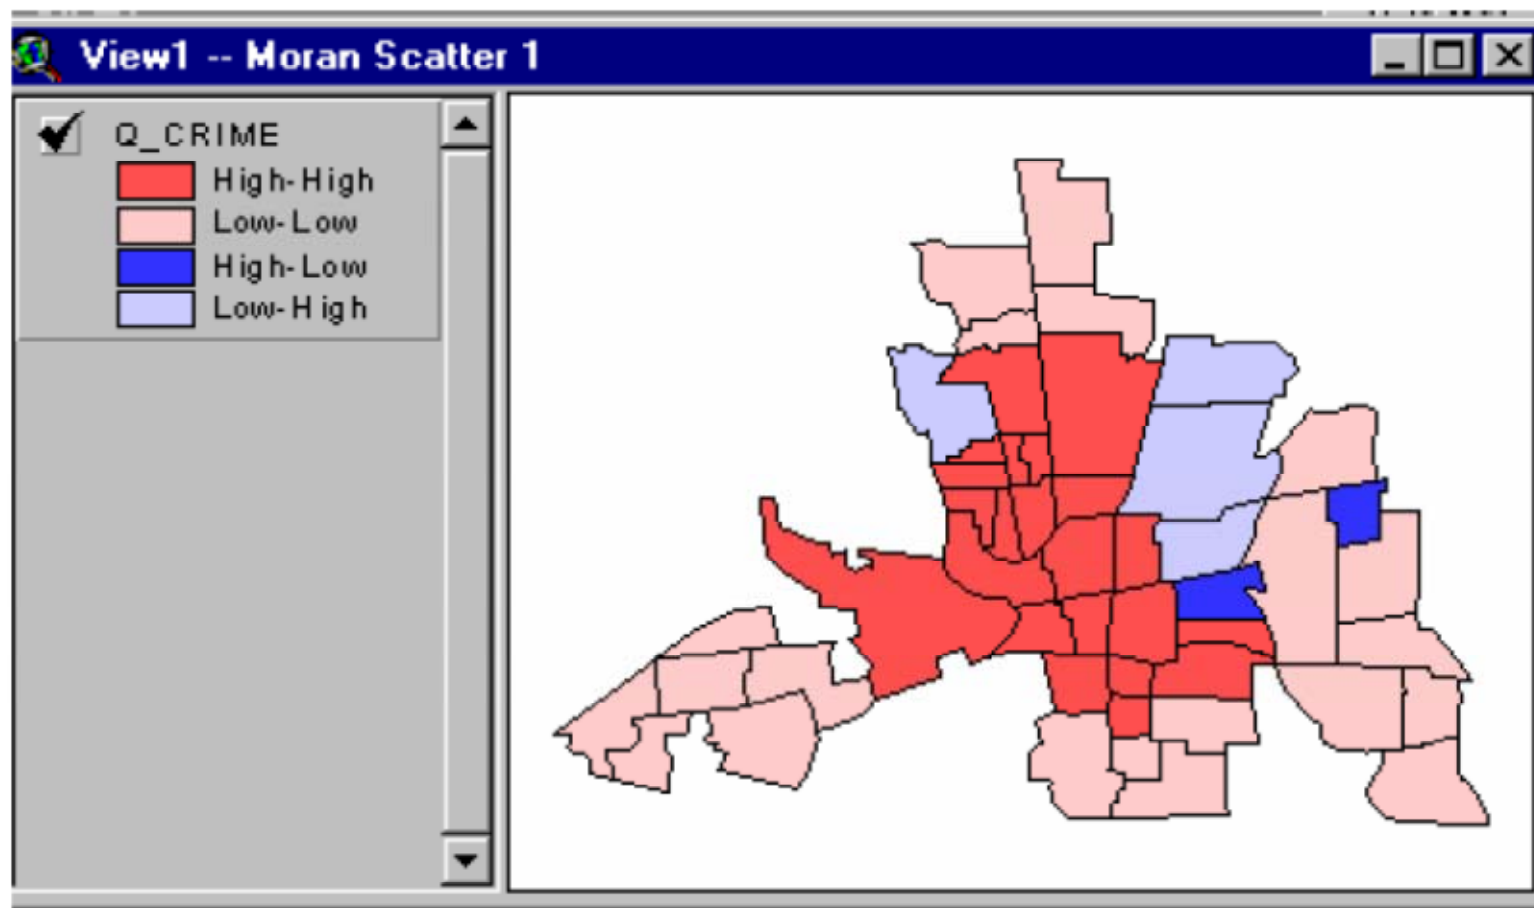 View1 -- Moran Scatter 1
Q_CRIME
High-High
Low-Low
High-Low
Low-High